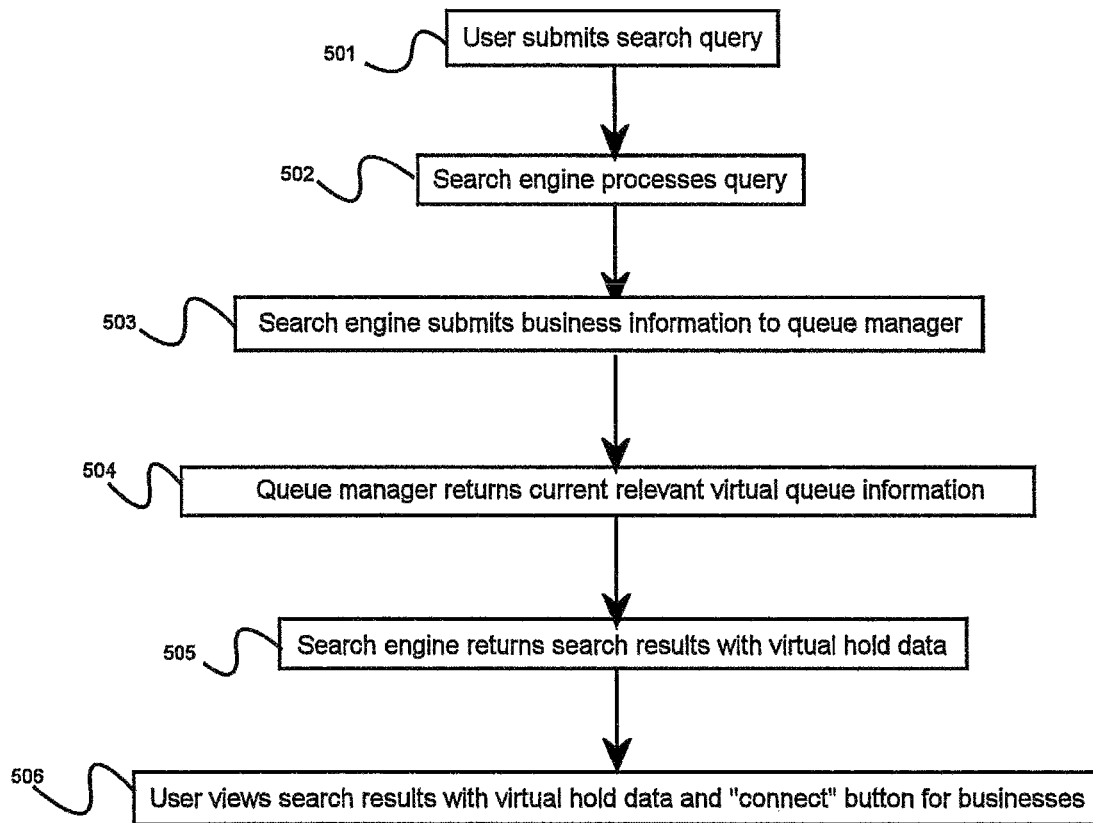 501
User submits search query
502
Search engine processes query
503
Search engine submits business information to queue manager
504
Queue manager returns current relevant virtual queue information
505
Search engine returns search results with virtual hold data
506
User views search results with virtual hold data and "connect" button for businesses